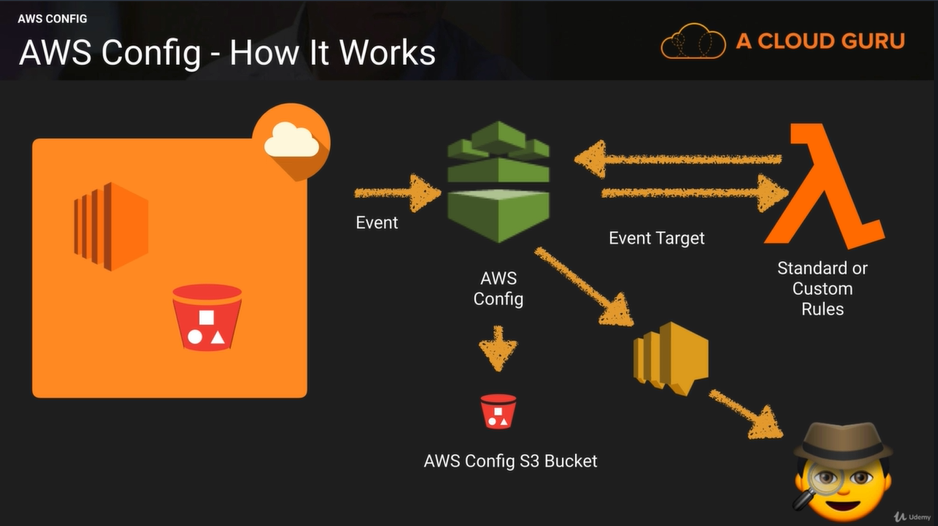 AWS CONFIG
AWS Config - How It Works
A CLOUD GURU
Event
Event Target
AWS
Config
Standard or
Custom
Rules
AWS Config S3 Bucket
Udemy